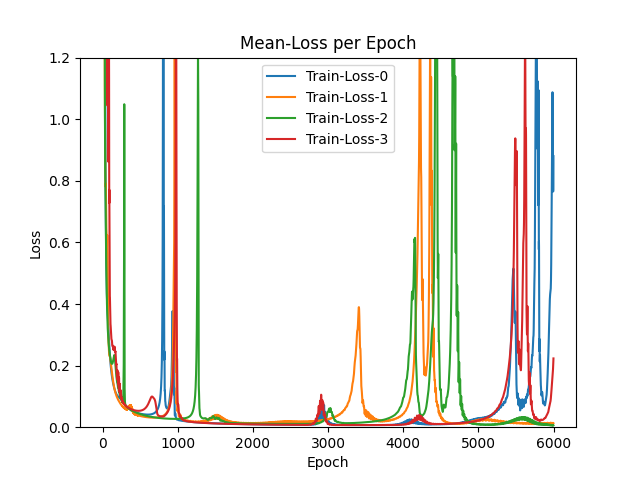 Mean-Loss per Epoch
1.2
1.0
0.8
0.6
0.4
0.2
0.0
Loss
Train-Loss-0
Train-Loss-1
Train-Loss-2
Train-Loss-3
0 1000 2000 3000 4000 5000 6000
Epoch